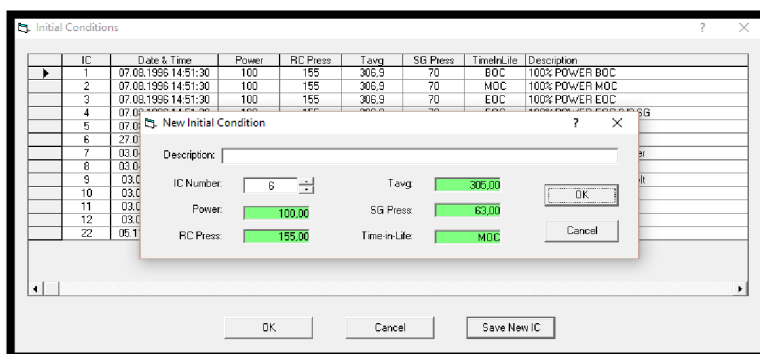 Initial Conditions ? ×
IC Date & Time Power RC Press Tavg SG Press TimeInLife Description
1 07.08.1996 14:51:30 100 155 306,9 70 BOC 100% POWER BOC
2 07.08.1996 14:51:30 100 155 306,9 70 MOC 100% POWER MOC
3 07.08.1996 14:51:30 100 155 306,9 70 EOC 100% POWER EOC
4
5
6
7
8
9
10
11
12
22
New Initial Condition ? ×
Description:
IC Number: 6 Tavg: 305,00 OK
Power: 100,00 SG Press: 63,00
RC Press: 155,00 Time-in-Life: MOC Cancel
OK Cancel Save New IC